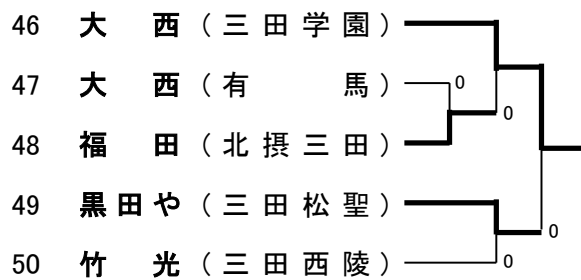 46 大西(三田学園)
47 大西(有馬) 0
0
48 福田(北摂三田)
49 黒田や(三田松聖)
0
50 竹光(三田西陵) 0